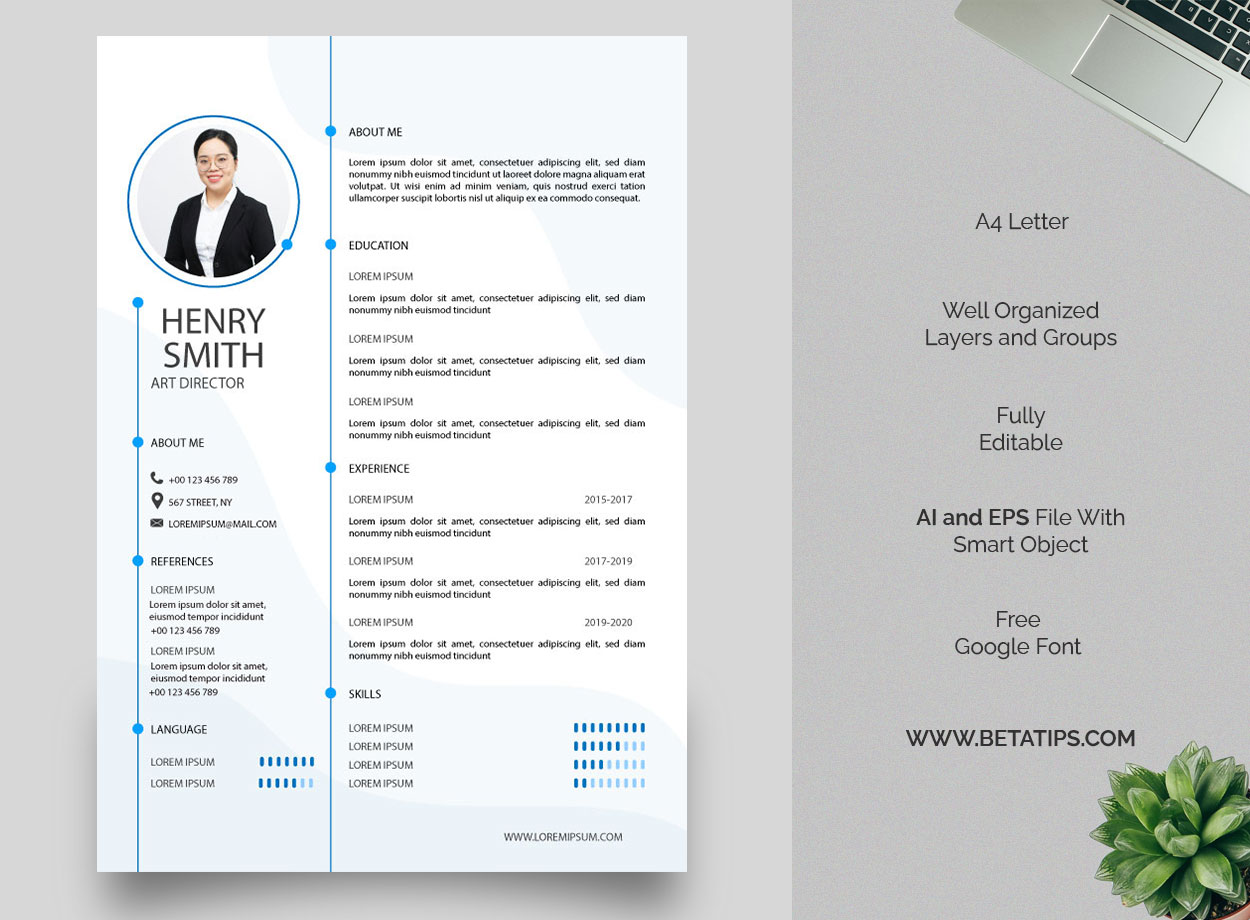 HENRY
SMITH
ART DIRECTOR
ABOUT ME
+00 123 456 789
567 STREET, NY
LOREMIPSUM@MAIL.COM
REFERENCES
LOREM IPSUM
Lorem ipsum dolor sit amet,
eiusmod tempor incididunt
+00 123 456 789
LOREM IPSUM
Lorem ipsum dolor sit amet,
eiusmod tempor incididunt
+00 123 456 789
LANGUAGE
LOREM IPSUM
LOREM IPSUM
ABOUT ME
Lorem ipsum dolor sit amet, consectetuer adipiscing elit, sed diam
nonummy nibh euismod tincidunt ut laoreet dolore magna aliquam erat
volutpat. Ut wisi enim ad minim veniam, quis nostrud exerci tation
ullamcorper suscipit lobortis nisl ut aliquip ex ea commodo consequat.
EDUCATION
LOREM IPSUM
Lorem ipsum dolor sit amet, consectetuer adipiscing elit, sed diam
nonummy nibh euismod tincidunt
LOREM IPSUM
Lorem ipsum dolor sit amet, consectetuer adipiscing elit, sed diam
nonummy nibh euismod tincidunt
LOREM IPSUM
Lorem ipsum dolor sit amet, consectetuer adipiscing elit, sed diam
nonummy nibh euismod tincidunt
EXPERIENCE
LOREM IPSUM 2015-2017
Lorem ipsum dolor sit amet, consectetuer adipiscing elit, sed diam
nonummy nibh euismod tincidunt
LOREM IPSUM 2017-2019
Lorem ipsum dolor sit amet, consectetuer adipiscing elit, sed diam
nonummy nibh euismod tincidunt
LOREM IPSUM 2019-2020
Lorem ipsum dolor sit amet, consectetuer adipiscing elit, sed diam
nonummy nibh euismod tincidunt
SKILLS
LOREM IPSUM
LOREM IPSUM
LOREM IPSUM
LOREM IPSUM
WWW.LOREMIPSUM.COM
A4 Letter
Well Organized
Layers and Groups
Fully
Editable
AI and EPS File With
Smart Object
Free
Google Font
WWW.BETATIPS.COM